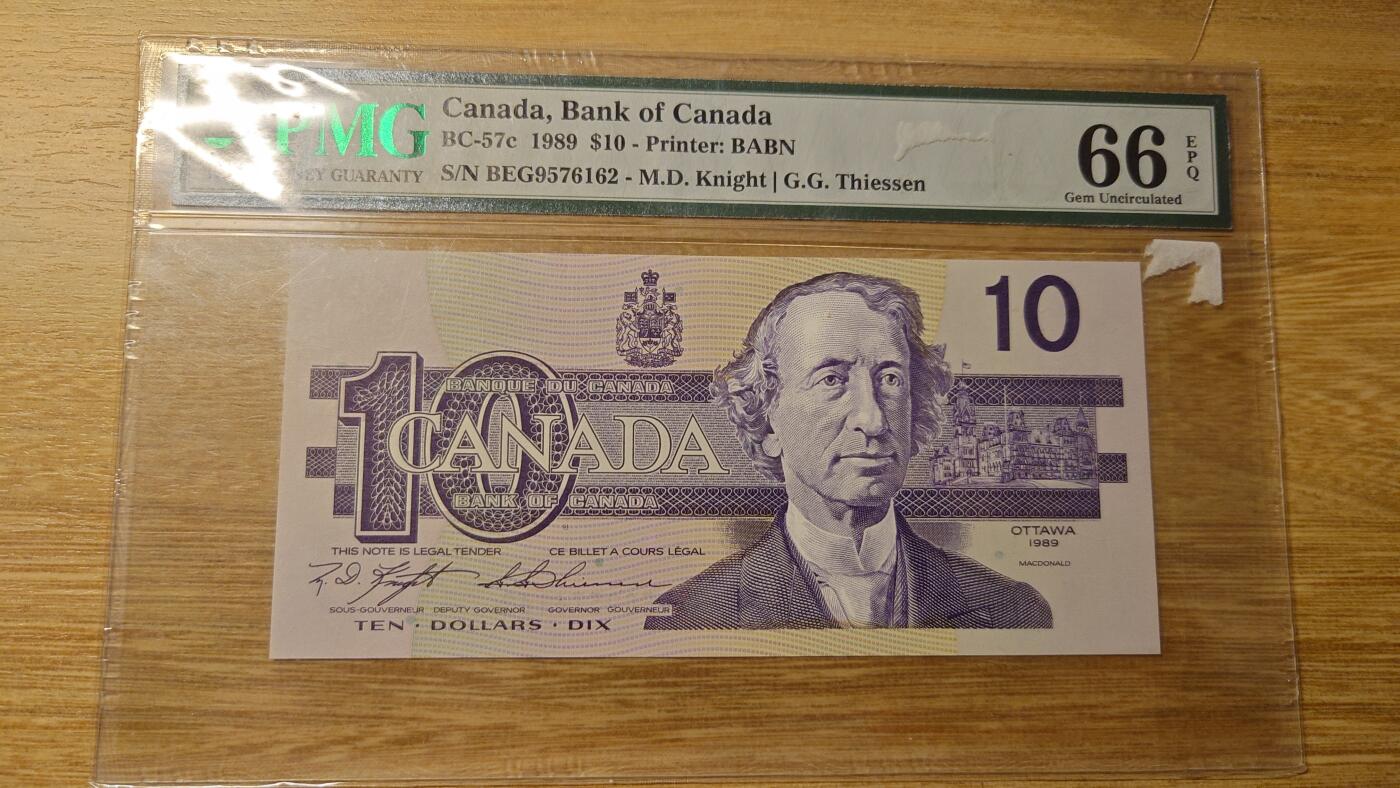 PMG
Canada, Bank of Canada
BC-57c 1989 $10 - Printer: BABN
GUARANTY
S/N BEG9576162 - M.D. Knight | G.G. Thiessen
66
EPQ
Gem Uncirculated
10
10
BANQUE DU CANADA
CANADA
BANK OF CANADA
OTTAWA
1989
MACDONALD
THIS NOTE IS LEGAL TENDER CE BILLET A COURS LÉGAL
SOUS-GOUVERNEUR DEPUTY GOVERNOR GOVERNOR GOUVERNEUR
TEN · DOLLARS · DIX